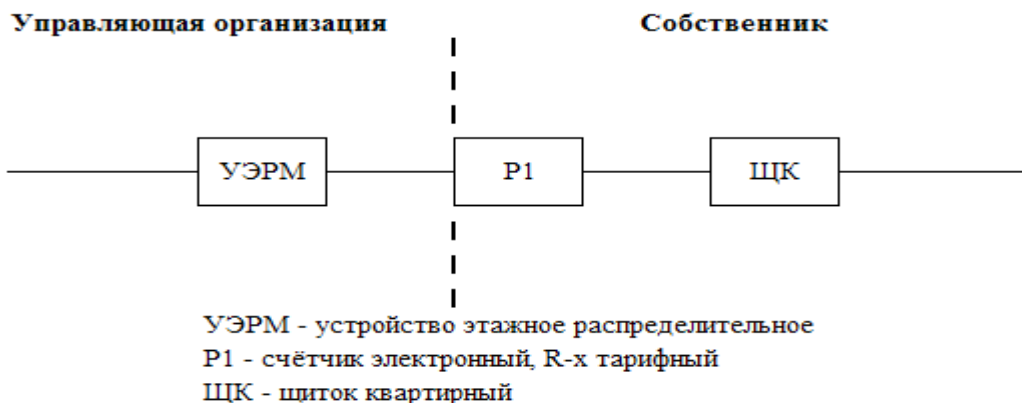 Управляющая организация
Собственник
УЭРМ
Р1
ЩК
УЭРМ - устройство этажное распределительное
Р1 - счётчик электронный, R-х тарифный
ЩК - щиток квартирный